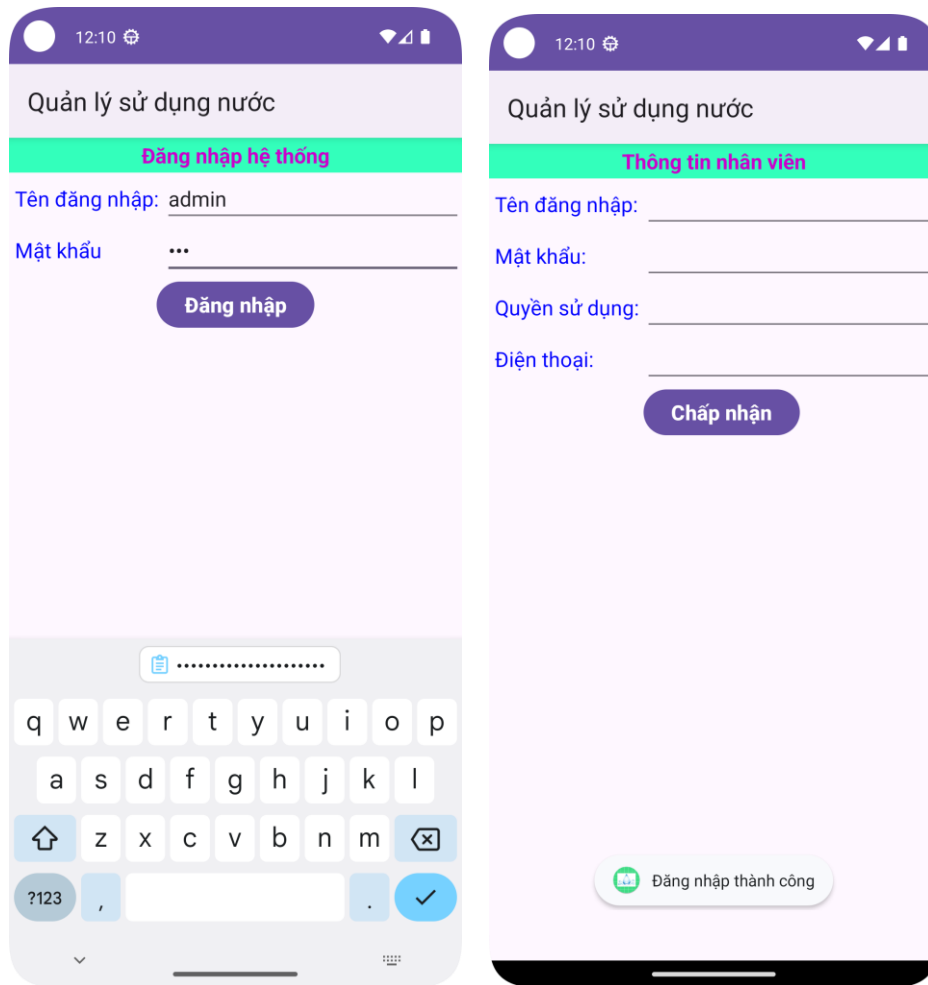 12:10
Quản lý sử dụng nước
Đăng nhập hệ thống
Tên đăng nhập: admin
Mật khẩu •••
Đăng nhập
•••••••••••••••••••••
q w e r t y u i o p
a s d f g h j k l
z x c v b n m
?123 , .
12:10
Quản lý sử dụng nước
Thông tin nhân viên
Tên đăng nhập:
Mật khẩu:
Quyền sử dụng:
Điện thoại:
Chấp nhận
Đăng nhập thành công